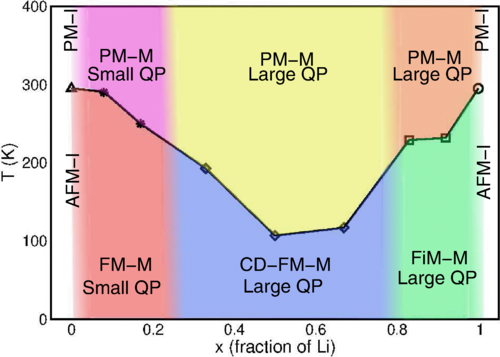 400
300
200
100
0
T (K)
PM-I
AFM-I
PM-M
Small QP
PM-M
Large QP
PM-M
Large QP
PM-I
AFM-I
FM-M
Small QP
CD-FM-M
Large QP
FiM-M
Large QP
0
0.2
0.4
0.6
0.8
1
x (fraction of Li)